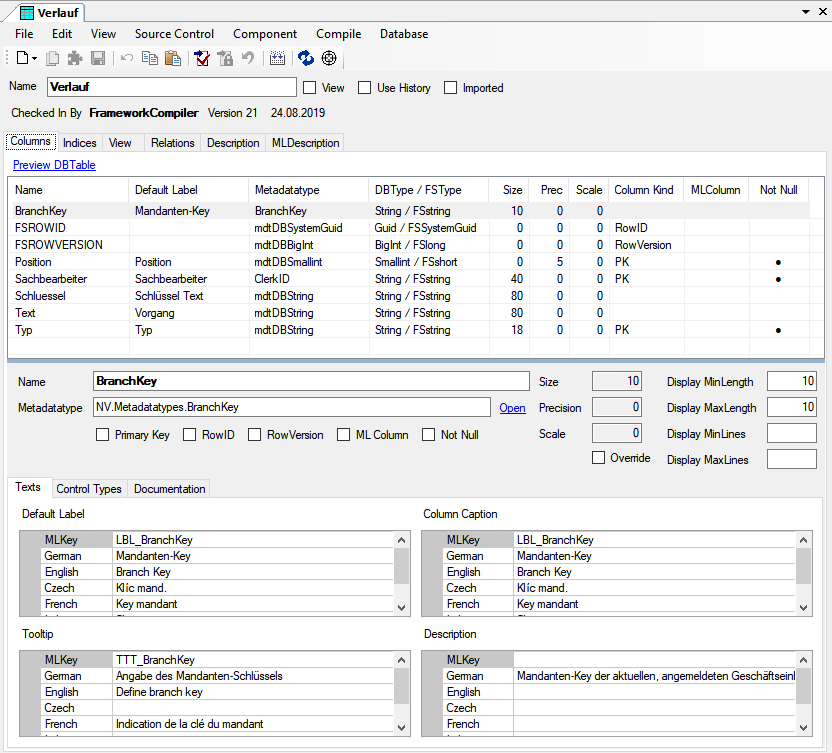 Verlauf
File Edit View Source Control Component Compile Database
Name Verlauf View Use History Imported
Checked In By FrameworkCompiler Version 21 24.08.2019
Columns Indices View Relations Description MLDescription
Preview DBTable
Name Default Label Metadatatype DBType / FSType Size Prec Scale Column Kind MLColumn Not Null
BranchKey Mandanten-Key BranchKey String / FSstring 10 0 0
FSROWID mdtDBSystemGuid Guid / FSSystemGuid 0 0 0 RowID
FSROWVERSION mdtDBBigInt BigInt / FSlong 0 0 0 RowVersion
Position Position mdtDBSmallint Smallint / FSshort 0 5 0 PK ●
Sachbearbeiter Sachbearbeiter ClerkID String / FSstring 40 0 0 PK ●
Schluessel Schlüssel Text mdtDBString String / FSstring 80 0 0
Text Vorgang mdtDBString String / FSstring 80 0 0
Typ Typ mdtDBString String / FSstring 18 0 0 PK ●
Name BranchKey Size 10 Display MinLength 10
Metadatatype NV.Metadatatypes.BranchKey Open Precision 0 Display MaxLength 10
Primary Key RowID RowVersion ML Column Not Null Scale 0 Display MinLines
Override Display MaxLines
Texts Control Types Documentation
Default Label Column Caption
MLKey LBL_BranchKey MLKey LBL_BranchKey
German Mandanten-Key German Mandanten-Key
English Branch Key English Branch Key
Czech Klíc mand. Czech Klíc mand.
French Key mandant French Key mandant
Tooltip Description
MLKey TTT_BranchKey MLKey
German Angabe des Mandanten-Schlüssels German Mandanten-Key der aktuellen, angemeldeten Geschäftseinl
English Define branch key English
Czech Czech
French Indication de la clé du mandant French